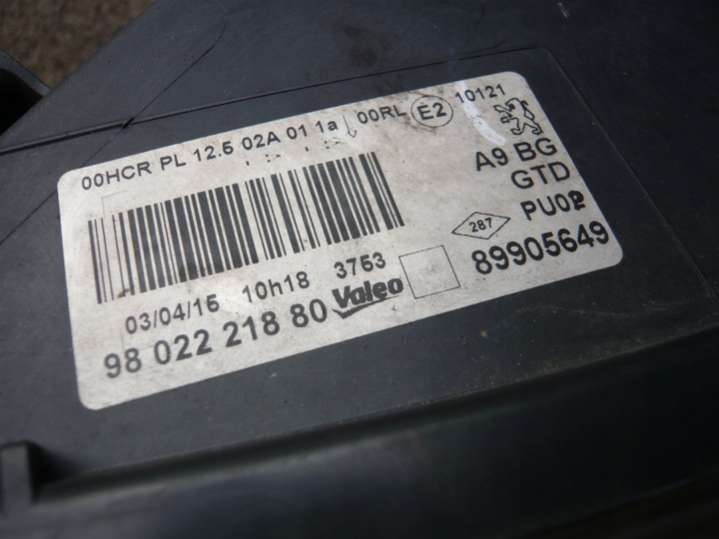 00HCR PL 12.5 02A 01 1a 00RL E2 10121
A9 BG
GTD
287 PU02
89905649
03/04/15 10h18 3753
98 022 218 80 Valeo